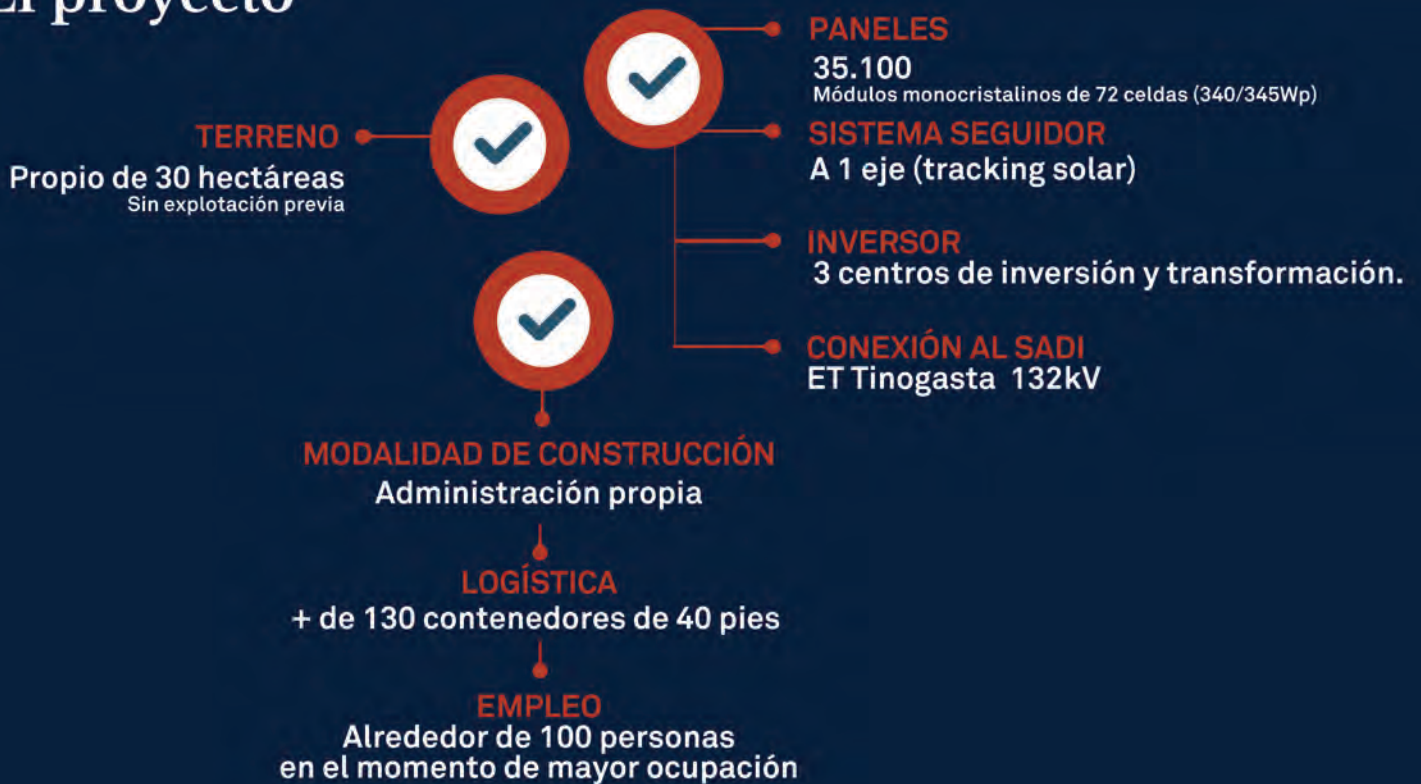 El proyecto
PANELES
35.100
Módulos monocristalinos de 72 celdas (340/345Wp)
SISTEMA SEGUIDOR
A 1 eje (tracking solar)
INVERSOR
3 centros de inversión y transformación.
CONEXIÓN AL SADI
ET Tinogasta 132kV
TERRENO
Propio de 30 hectáreas
Sin explotación previa
MODALIDAD DE CONSTRUCCIÓN
Administración propia
LOGÍSTICA
+ de 130 contenedores de 40 pies
EMPLEO
Alrededor de 100 personas
en el momento de mayor ocupación